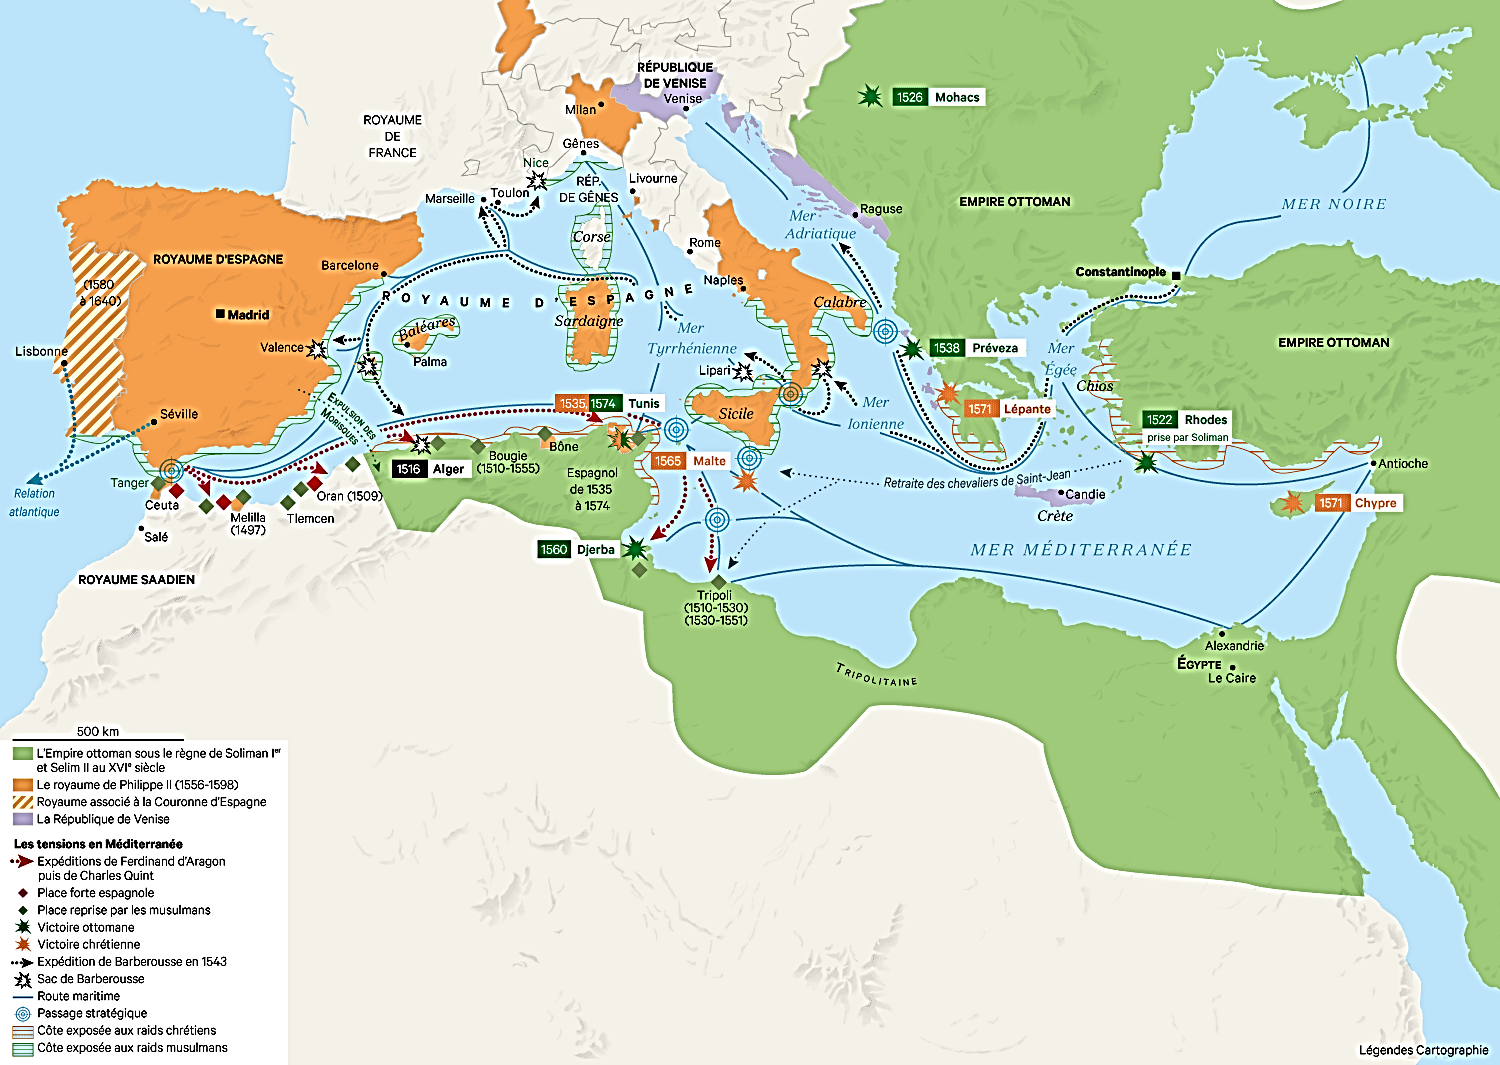 RÉPUBLIQUE
DE VENISE
Venise
1526 Mohacs
Milan
ROYAUME
DE
FRANCE
Gênes
Nice
RÉP.
DE GÊNES
Livourne
Marseille
Toulon
Corse
EMPIRE OTTOMAN
MER NOIRE
Mer
Adriatique
Raguse
Rome
ROYAUME D'ESPAGNE
Barcelone
Constantinople
(1580
à 1640)
Naples
ROYAUME D'ESPAGNE
Calabre
Madrid
Baléares
Sardaigne
Mer
Tyrrhénienne
Lisbonne
Valence
Palma
1538 Préveza
Mer
Égée
EMPIRE OTTOMAN
Lipari
Chios
Séville
EXPULSION DES
MORISQUES
1535, 1574 Tunis
Sicile
Mer
Ionienne
1571 Lépante
1522 Rhodes
prise par Soliman
Bône
Bougie
(1510-1555)
1516 Alger
1565 Malte
Antioche
Espagnol
de 1535
à 1574
Retraite des chevaliers de Saint-Jean
Tanger
Relation
atlantique
Ceuta
Oran (1509)
Melilla
(1497)
Tlemcen
Candie
Crète
1571 Chypre
Salé
1560 Djerba
MER MÉDITERRANÉE
ROYAUME SAADIEN
Tripoli
(1510-1530)
(1530-1551)
Alexandrie
ÉGYPTE
Le Caire
TRIPOLITAINE
500 km
L'Empire ottoman sous le règne de Soliman Ier
et Selim II au XVIe siècle
Le royaume de Philippe II (1556-1598)
Royaume associé à la Couronne d'Espagne
La République de Venise
Les tensions en Méditerranée
Expéditions de Ferdinand d'Aragon
puis de Charles Quint
Place forte espagnole
Place reprise par les musulmans
Victoire ottomane
Victoire chrétienne
Expédition de Barberousse en 1543
Sac de Barberousse
Route maritime
Passage stratégique
Côte exposée aux raids chrétiens
Côte exposée aux raids musulmans
Légendes Cartographie